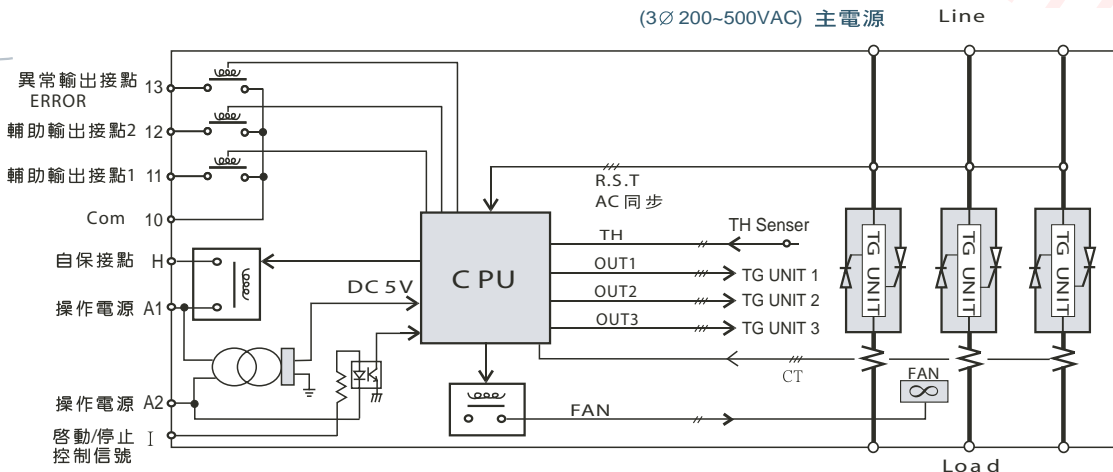 (3∅ 200~500VAC) 主電源 Line
異常輸出接點 13
ERROR
輔助輸出接點2 12
輔助輸出接點1 11
Com 10
自保接點 H
操作電源 A1
操作電源 A2
啓動/停止 I
控制信號
R.S.T
AC 同步
CPU
DC 5V
TH
TH Senser
OUT1
TG UNIT 1
OUT2
TG UNIT 2
OUT3
TG UNIT 3
CT
FAN
FAN
TG UNIT
TG UNIT
TG UNIT
Load